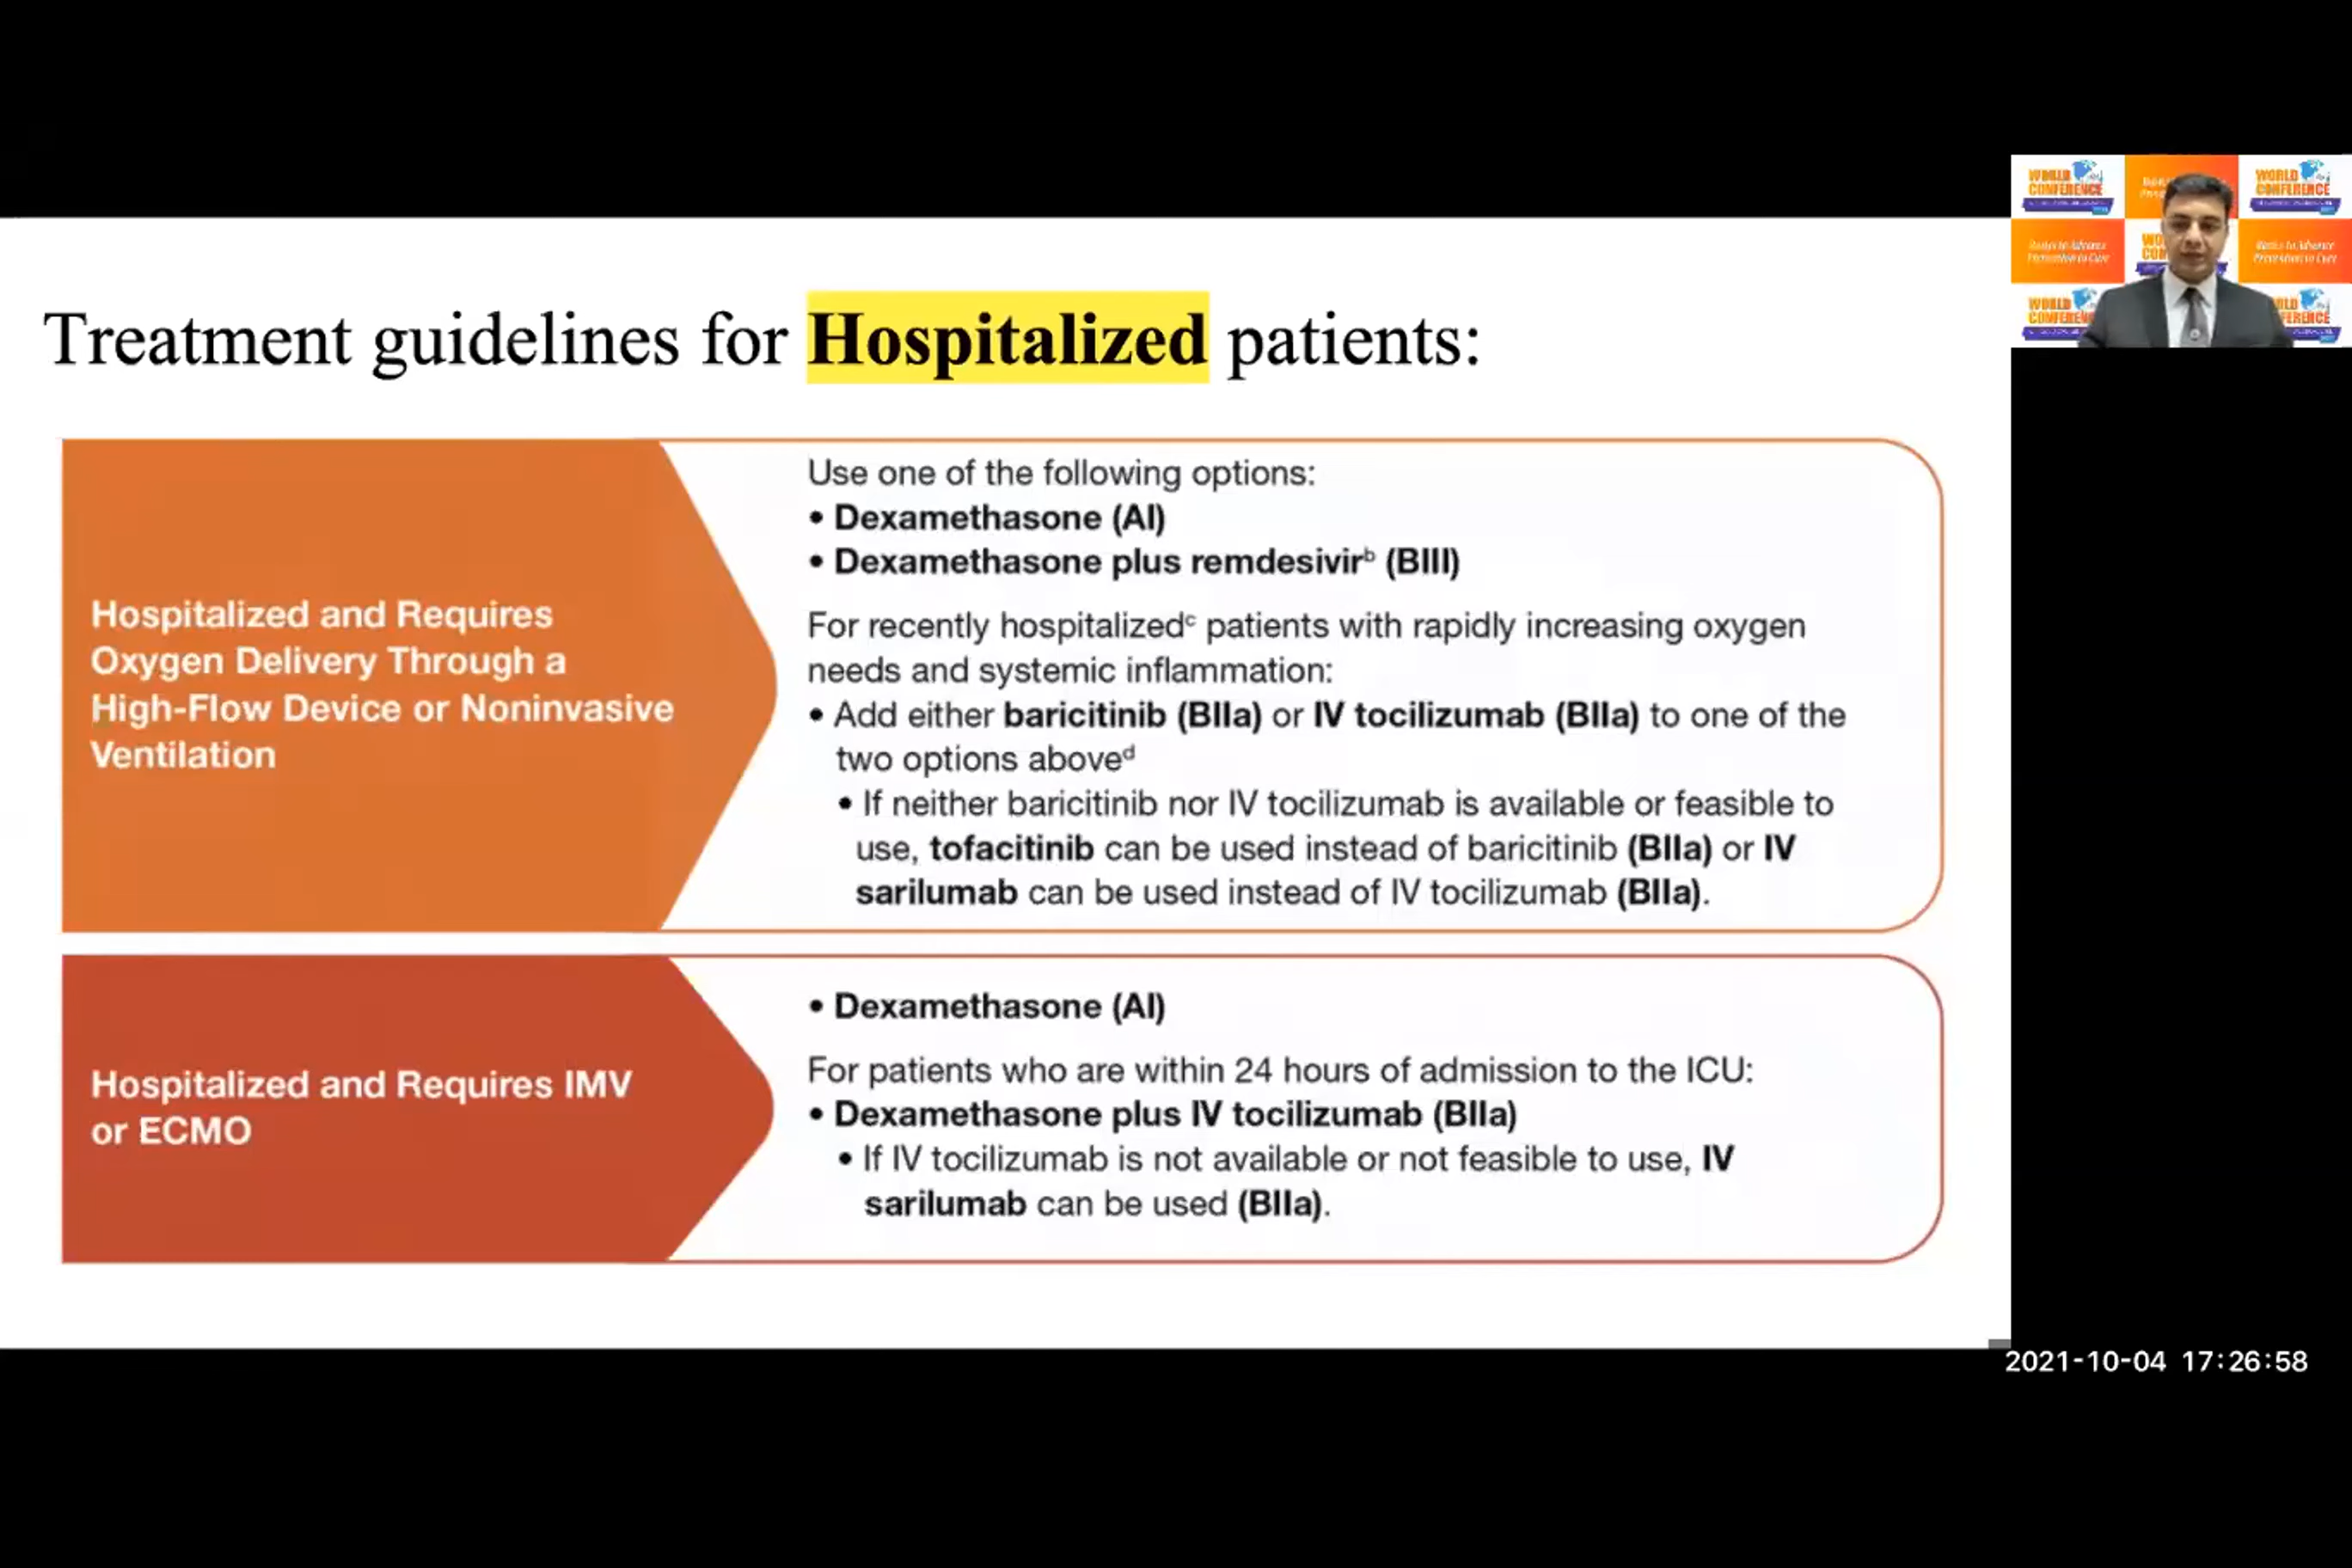 WORLD
CONFERENCE
WORLD
CONFERENCE
Treatment guidelines for Hospitalized patients:
Use one of the following options:
• Dexamethasone (AI)
• Dexamethasone plus remdesivirᵇ (BIII)
Hospitalized and Requires
Oxygen Delivery Through a
High-Flow Device or Noninvasive
Ventilation
For recently hospitalizedᶜ patients with rapidly increasing oxygen
needs and systemic inflammation:
• Add either baricitinib (BIIa) or IV tocilizumab (BIIa) to one of the
two options aboveᵈ
• If neither baricitinib nor IV tocilizumab is available or feasible to
use, tofacitinib can be used instead of baricitinib (BIIa) or IV
sarilumab can be used instead of IV tocilizumab (BIIa).
Hospitalized and Requires IMV
or ECMO
• Dexamethasone (AI)
For patients who are within 24 hours of admission to the ICU:
• Dexamethasone plus IV tocilizumab (BIIa)
• If IV tocilizumab is not available or not feasible to use, IV
sarilumab can be used (BIIa).
2021-10-04 17:26:58